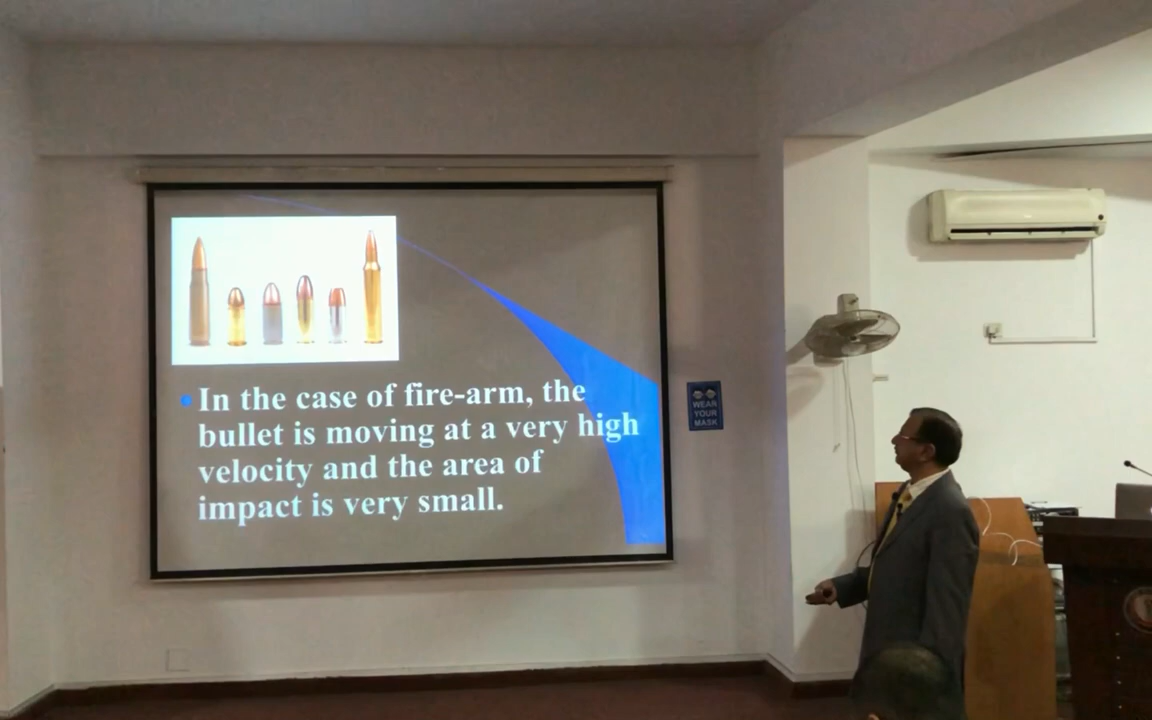 In the case of fire-arm, the
bullet is moving at a very high
velocity and the area of
impact is very small.
WEAR
YOUR
MASK